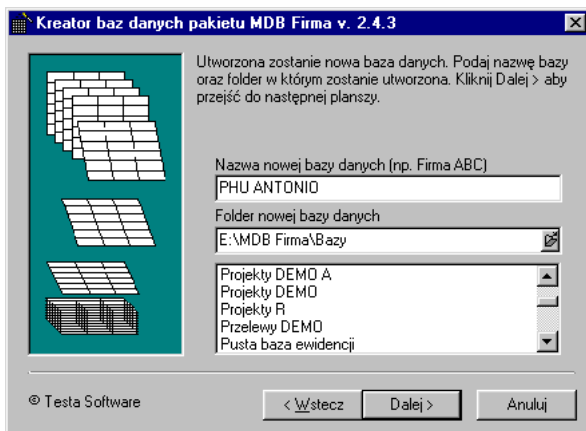 Kreator baz danych pakietu MDB Firma v. 2.4.3
Utworzona zostanie nowa baza danych. Podaj nazwę bazy
oraz folder w którym zostanie utworzona. Kliknij Dalej > aby
przejść do następnej planszy.
Nazwa nowej bazy danych (np. Firma ABC)
PHU ANTONIO
Folder nowej bazy danych
E:\MDB Firma\Bazy
Projekty DEMO A
Projekty DEMO
Projekty R
Przelewy DEMO
Pusta baza ewidencji
© Testa Software
< Wstecz
Dalej >
Anuluj